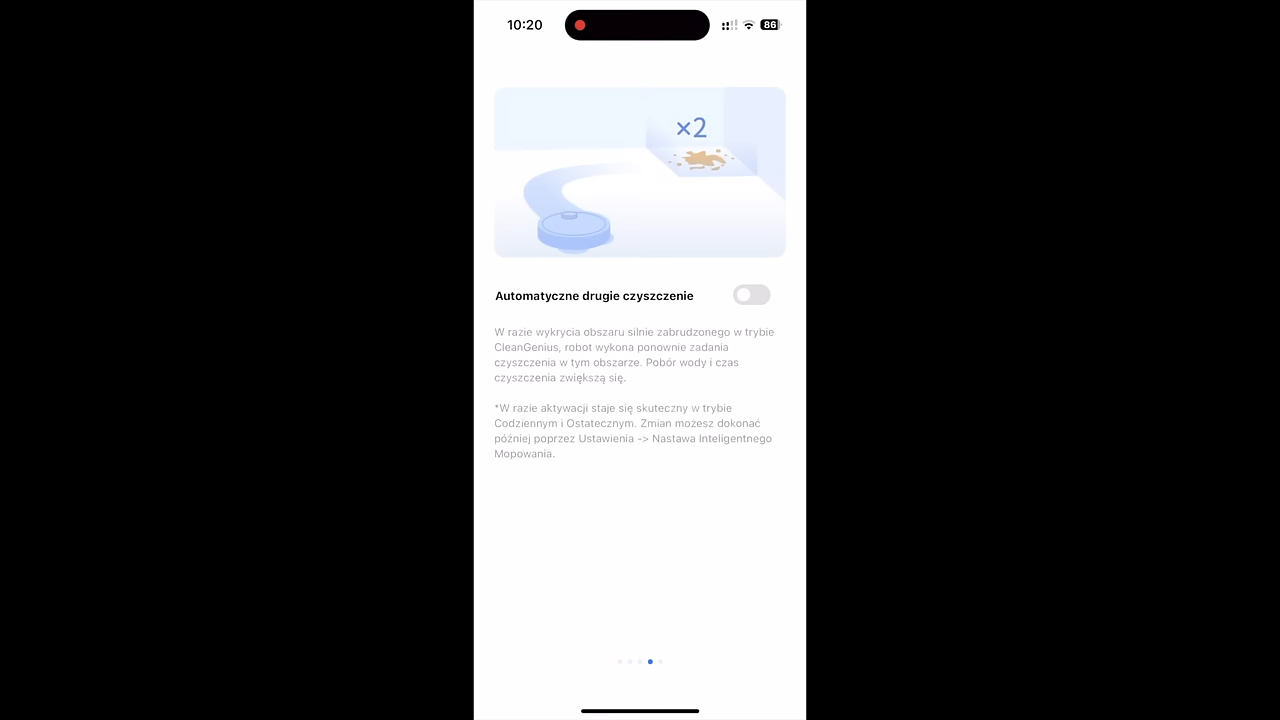 10:20
86
×2
Automatyczne drugie czyszczenie
W razie wykrycia obszaru silnie zabrudzonego w trybie
CleanGenius, robot wykona ponownie zadania
czyszczenia w tym obszarze. Pobór wody i czas
czyszczenia zwiększą się.
*W razie aktywacji staje się skuteczny w trybie
Codziennym i Ostatecznym. Zmian możesz dokonać
później poprzez Ustawienia -> Nastawa Inteligentnego
Mopowania.